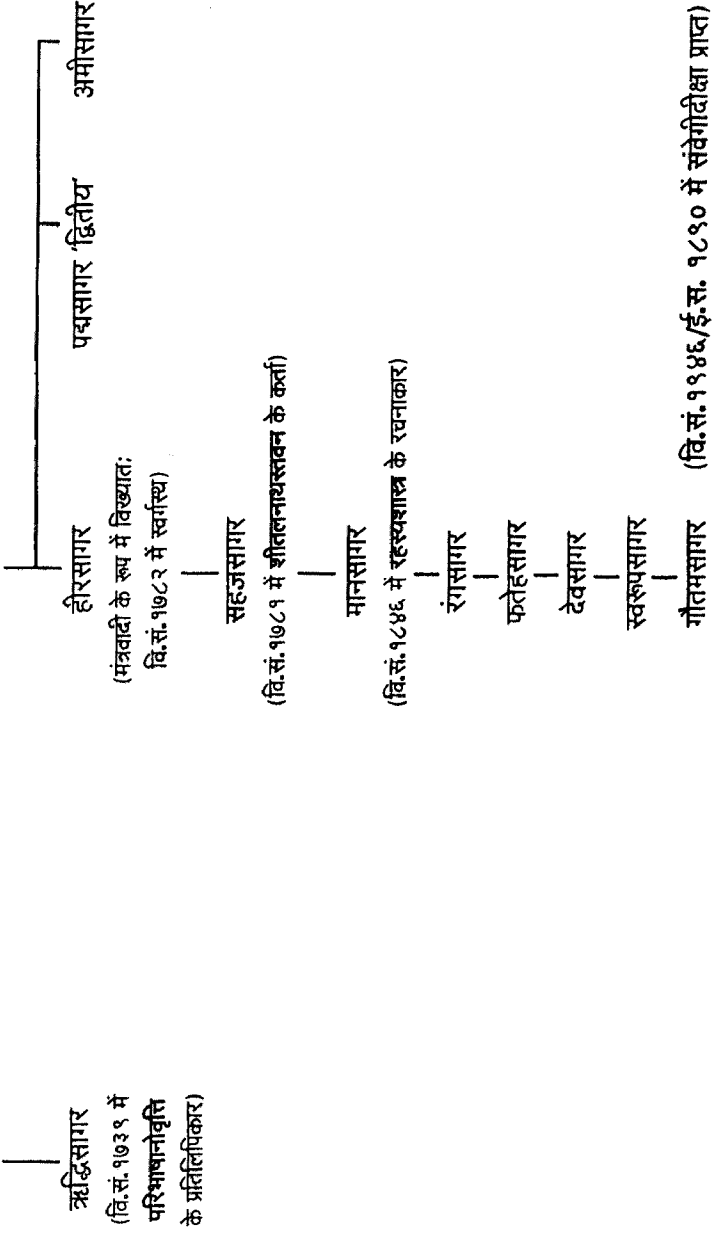 ऋद्धिसागर
(वि.सं.१७३९ में
परिभाषानोवृत्ति
के प्रतिलिपिकार)
हीरसागर
(मंत्रवादी के रूप में विख्यात:
वि.सं.१७८२ में स्वर्गस्थ)
पद्मसागर 'द्वितीय'
अमीसागर
सहजसागर
(वि.सं.१७८१ में शीतलनाथस्तवन के कर्ता)
मानसागर
(वि.सं.१८४६ में रहस्यशास्त्र के रचनाकार)
रंगसागर
फतेहसागर
देवसागर
स्वरूपसागर
गौतमसागर (वि.सं.१९४६/ई.स. १८९० में संवेगीदीक्षा प्राप्त)